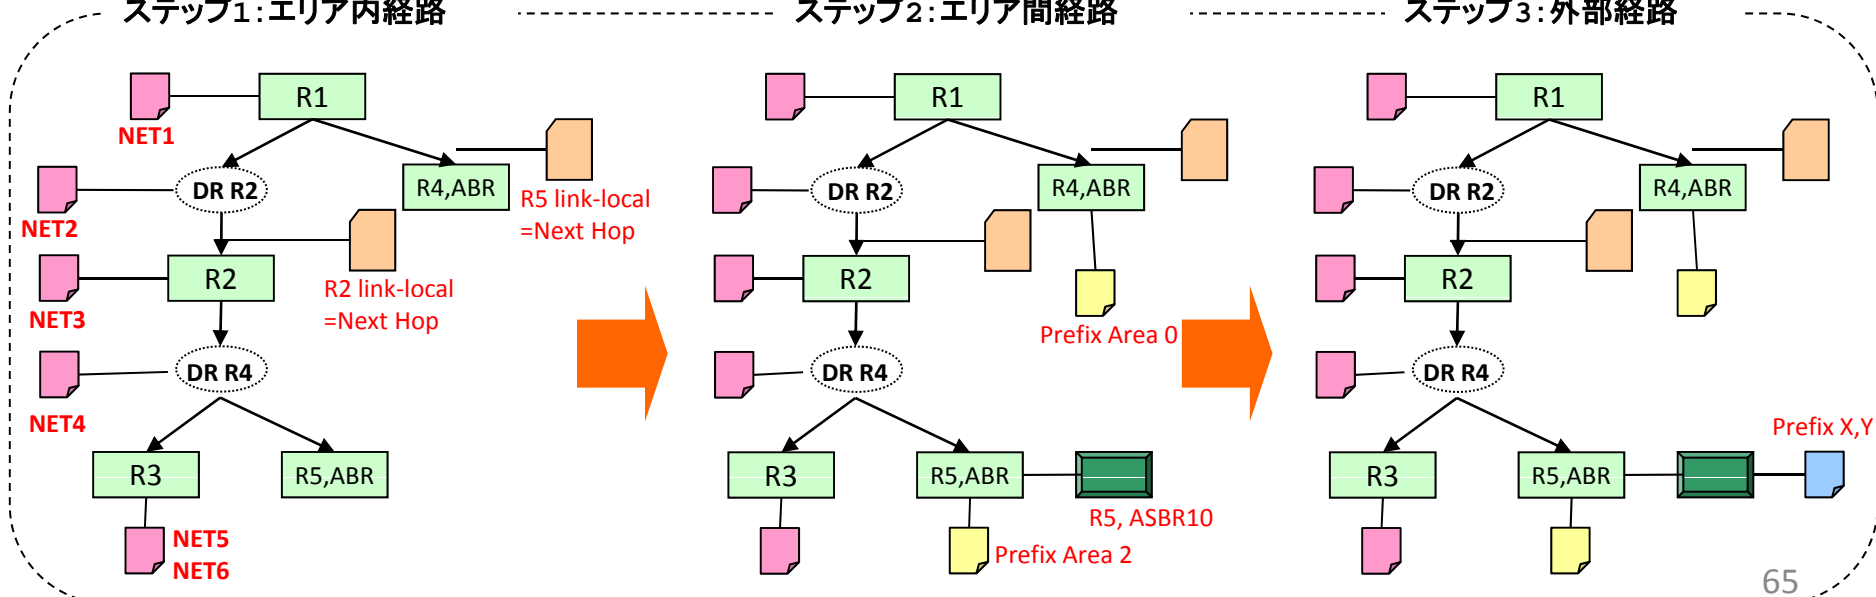 ステップ1:エリア内経路
ステップ2:エリア間経路
ステップ3:外部経路
R1
NET1
DR R2
R4,ABR
R5 link-local
=Next Hop
NET2
R2
R2 link-local
=Next Hop
NET3
DR R4
NET4
R3
R5,ABR
NET5
NET6
R1
DR R2
R4,ABR
R2
Prefix Area 0
DR R4
R3
R5,ABR
R5, ASBR10
Prefix Area 2
R1
DR R2
R4,ABR
R2
DR R4
Prefix X,Y
R3
R5,ABR
65